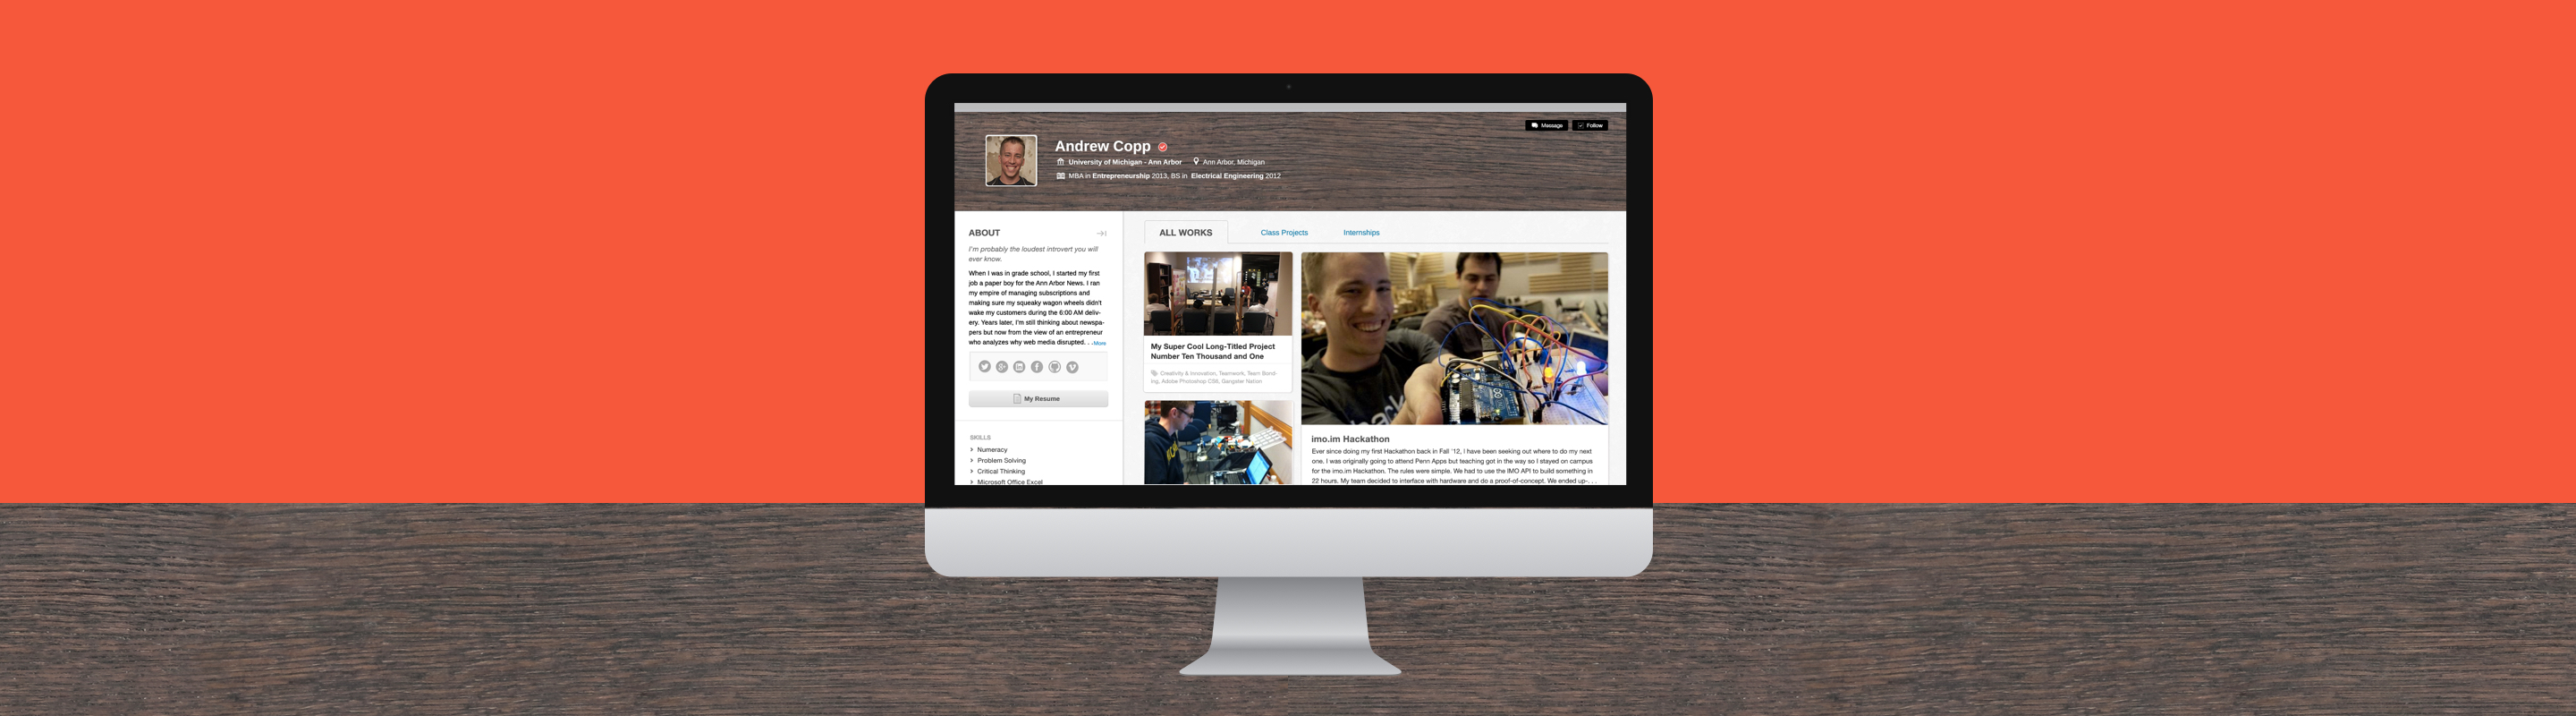 Message
Follow
Andrew Copp
University of Michigan - Ann Arbor
Ann Arbor, Michigan
MBA in Entrepreneurship 2013, BS in Electrical Engineering 2012
ABOUT
I'm probably the loudest introvert you will
ever know.
When I was in grade school, I started my first
job a paper boy for the Ann Arbor News. I ran
my empire of managing subscriptions and
making sure my squeaky wagon wheels didn't
wake my customers during the 6:00 AM deliv-
ery. Years later, I'm still thinking about newspa-
pers but now from the view of an entrepreneur
who analyzes why web media disrupted. . . +More
My Resume
SKILLS
Numeracy
Problem Solving
Critical Thinking
Microsoft Office Excel
ALL WORKS
Class Projects
Internships
My Super Cool Long-Titled Project
Number Ten Thousand and One
Creativity & Innovation, Teamwork, Team Bond-
ing, Adobe Photoshop CS6, Gangster Nation
imo.im Hackathon
Ever since doing my first Hackathon back in Fall '12, I have been seeking out where to do my next
one. I was originally going to attend Penn Apps but teaching got in the way so I stayed on campus
for the imo.im Hackathon. The rules were simple. We had to use the IMO API to build something in
22 hours. My team decided to interface with hardware and do a proof-of-concept. We ended up-. . .